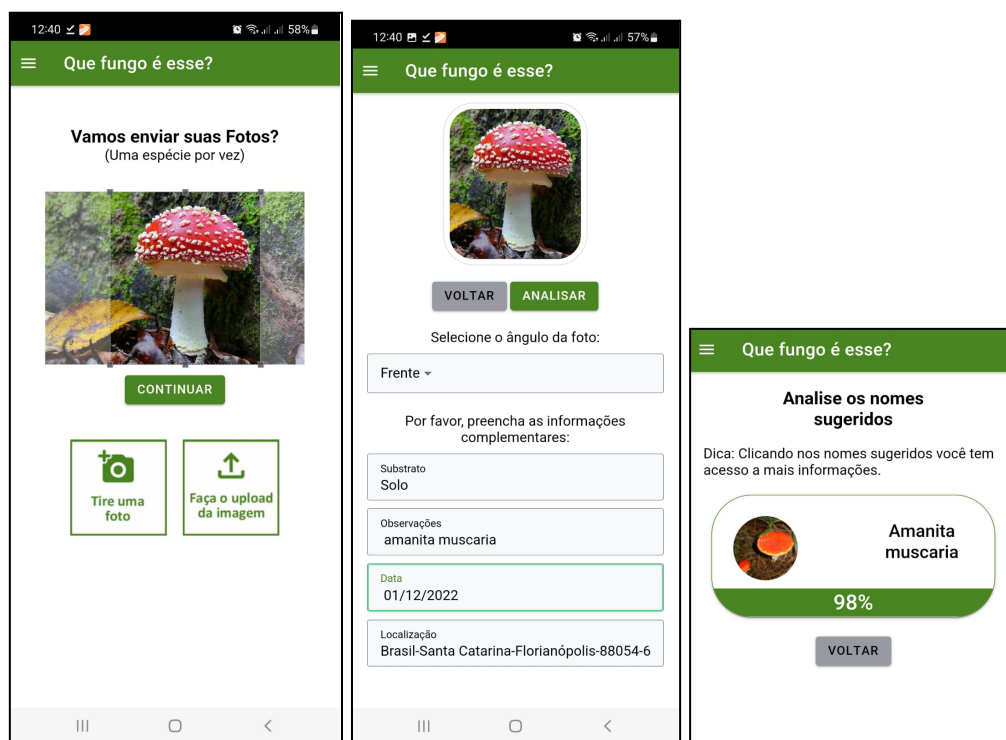 12:40
58%
Que fungo é esse?
Vamos enviar suas Fotos?
(Uma espécie por vez)
CONTINUAR
Tire uma
foto
Faça o upload
da imagem
12:40
57%
Que fungo é esse?
VOLTAR
ANALISAR
Selecione o ângulo da foto:
Frente
Por favor, preencha as informações
complementares:
Substrato
Solo
Observações
amanita muscaria
Data
01/12/2022
Localização
Brasil-Santa Catarina-Florianópolis-88054-6
Que fungo é esse?
Analise os nomes
sugeridos
Dica: Clicando nos nomes sugeridos você tem
acesso a mais informações.
Amanita
muscaria
98%
VOLTAR